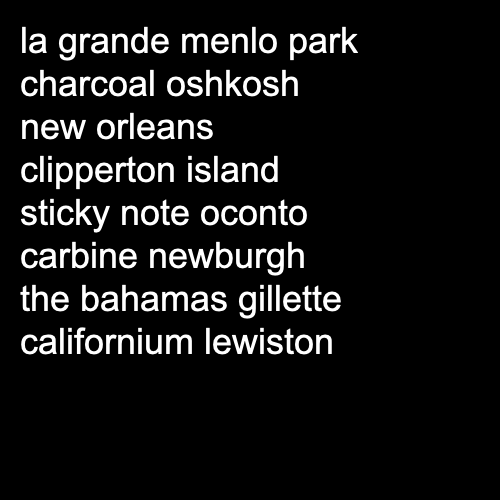 la grande menlo park
charcoal oshkosh
new orleans
clipperton island
sticky note oconto
carbine newburgh
the bahamas gillette
californium lewiston